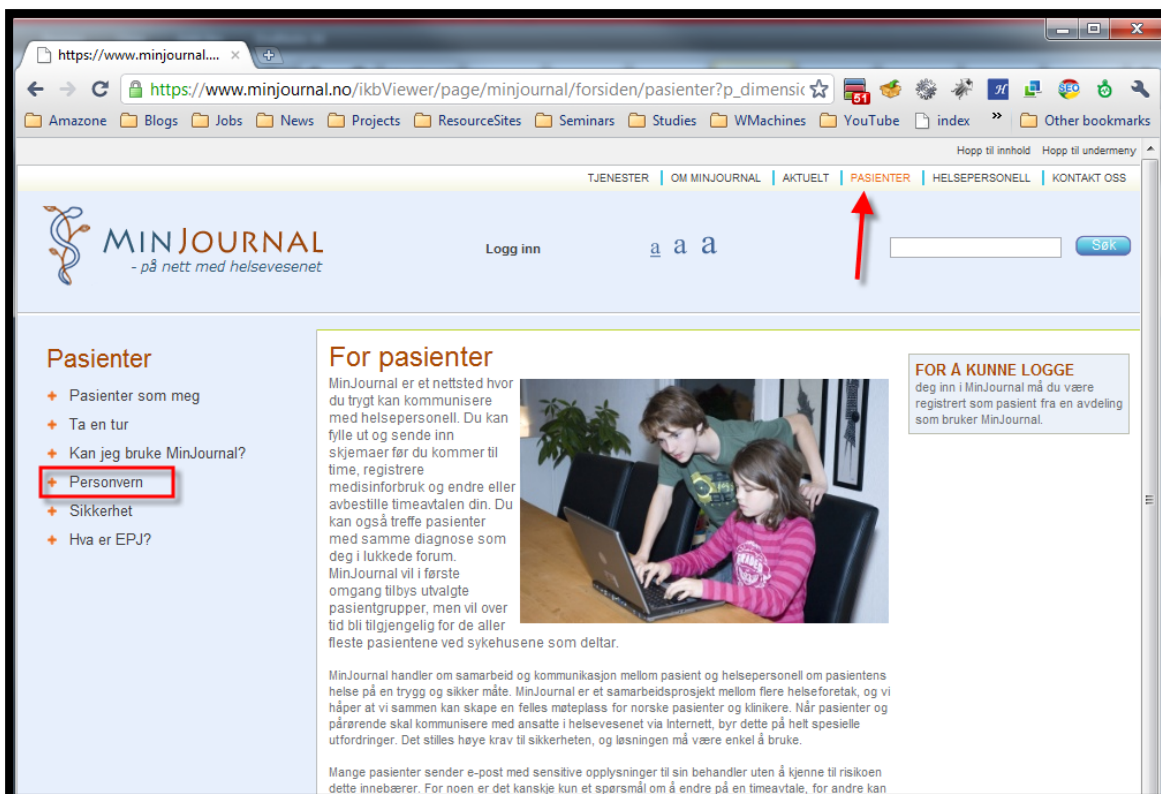 https://www.minjournal....
https://www.minjournal.no/ikbViewer/page/minjournal/forsiden/pasienter?p_dimensic
51
H
SEO
Amazone Blogs Jobs News Projects ResourceSites Seminars Studies WMachines YouTube index » Other bookmarks
Hopp til innhold Hopp til undermeny
TJENESTER OM MINJOURNAL AKTUELT PASIENTER HELSEPERSONELL KONTAKT OSS
MINJOURNAL
- på nett med helsevesenet
Logg inn
a a a
Søk
Pasienter
Pasienter som meg
Ta en tur
Kan jeg bruke MinJournal?
Personvern
Sikkerhet
Hva er EPJ?
For pasienter
MinJournal er et nettsted hvor
du trygt kan kommunisere
med helsepersonell. Du kan
fylle ut og sende inn
skjemaer før du kommer til
time, registrere
medisinforbruk og endre eller
avbestille timeavtalen din. Du
kan også treffe pasienter
med samme diagnose som
deg i lukkede forum.
MinJournal vil i første
omgang tilbys utvalgte
pasientgrupper, men vil over
tid bli tilgjengelig for de aller
fleste pasientene ved sykehusene som deltar.
MinJournal handler om samarbeid og kommunikasjon mellom pasient og helsepersonell om pasientens
helse på en trygg og sikker måte. MinJournal er et samarbeidsprosjekt mellom flere helseforetak, og vi
håper at vi sammen kan skape en felles møteplass for norske pasienter og klinikere. Når pasienter og
pårørende skal kommunisere med ansatte i helsevesenet via Internett, byr dette på helt spesielle
utfordringer. Det stilles høye krav til sikkerheten, og løsningen må være enkel å bruke.
Mange pasienter sender e-post med sensitive opplysninger til sin behandler uten å kjenne til risikoen
dette innebærer. For noen er det kanskje kun et spørsmål om å endre på en timeavtale, for andre kan
FOR Å KUNNE LOGGE
deg inn i MinJournal må du være
registrert som pasient fra en avdeling
som bruker MinJournal.